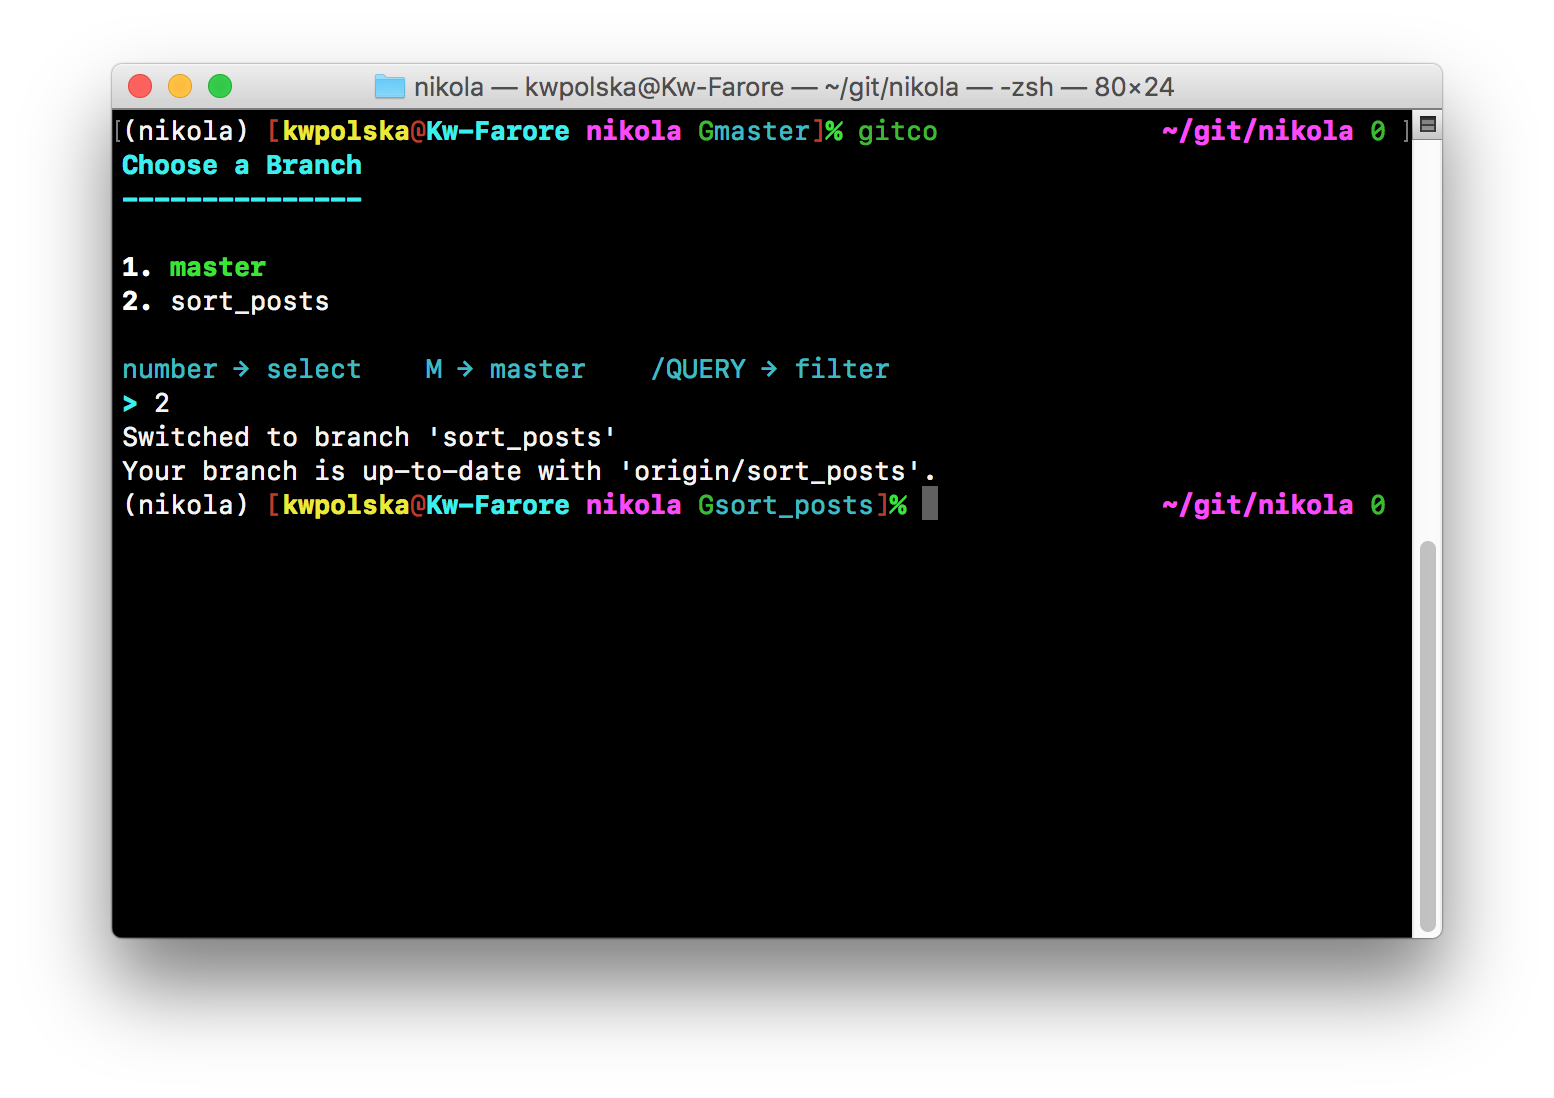 nikola — kwpolska@Kw-Farore — ~/git/nikola — -zsh — 80×24
[(nikola) [kwpolska@Kw-Farore nikola Gmaster]% gitco ~/git/nikola 0 ]
Choose a Branch
---------------
1. master
2. sort_posts
number → select M → master /QUERY → filter
> 2
Switched to branch 'sort_posts'
Your branch is up-to-date with 'origin/sort_posts'.
(nikola) [kwpolska@Kw-Farore nikola Gsort_posts]% ~/git/nikola 0